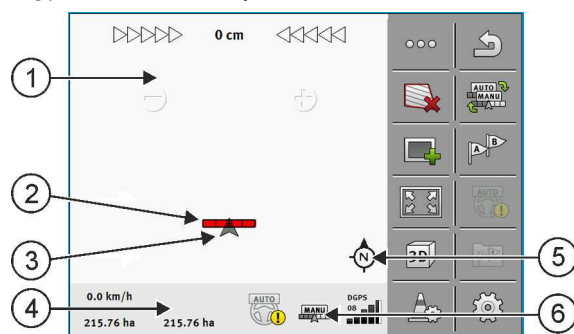 0 cm
AUTO
MANU
1
A B
2
AUTO
3
N
5
3D
4
0.0 km/h
AUTO
MANU
DGPS
08
6
215.76 ha
215.76 ha